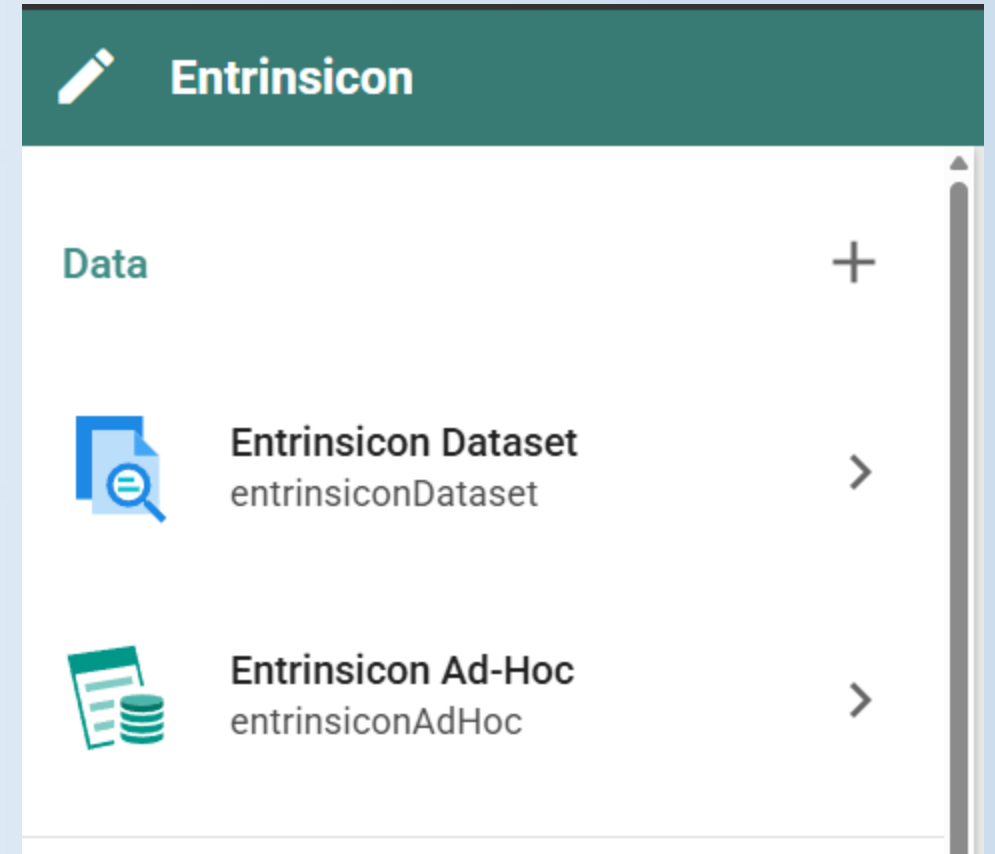 Entrinsicon
Data
Entrinsicon Dataset
entrinsiconDataset
Entrinsicon Ad-Hoc
entrinsiconAdHoc